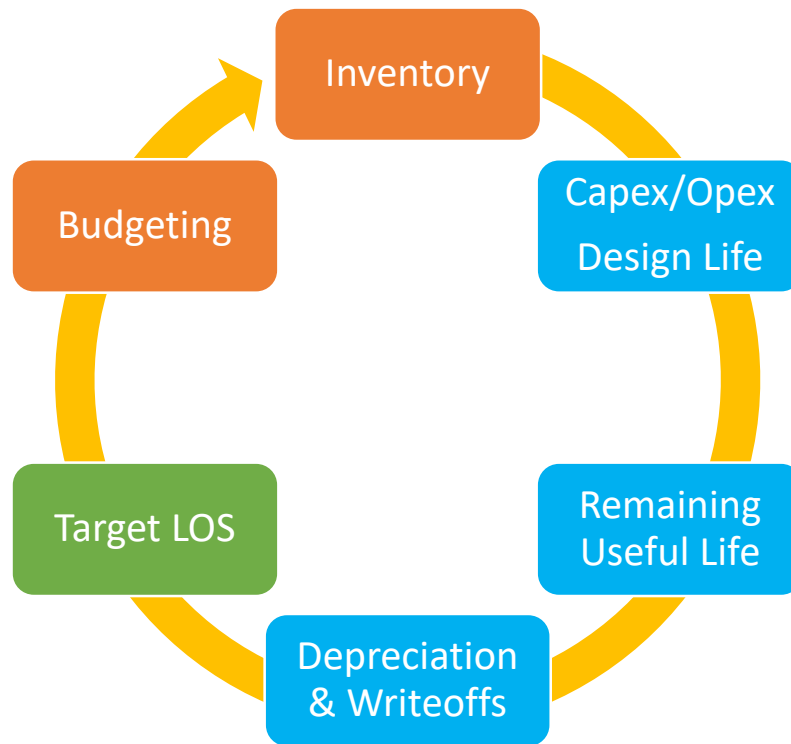 Inventory
Capex/Opex
Design Life
Remaining
Useful Life
Depreciation
& Writeoffs
Target LOS
Budgeting